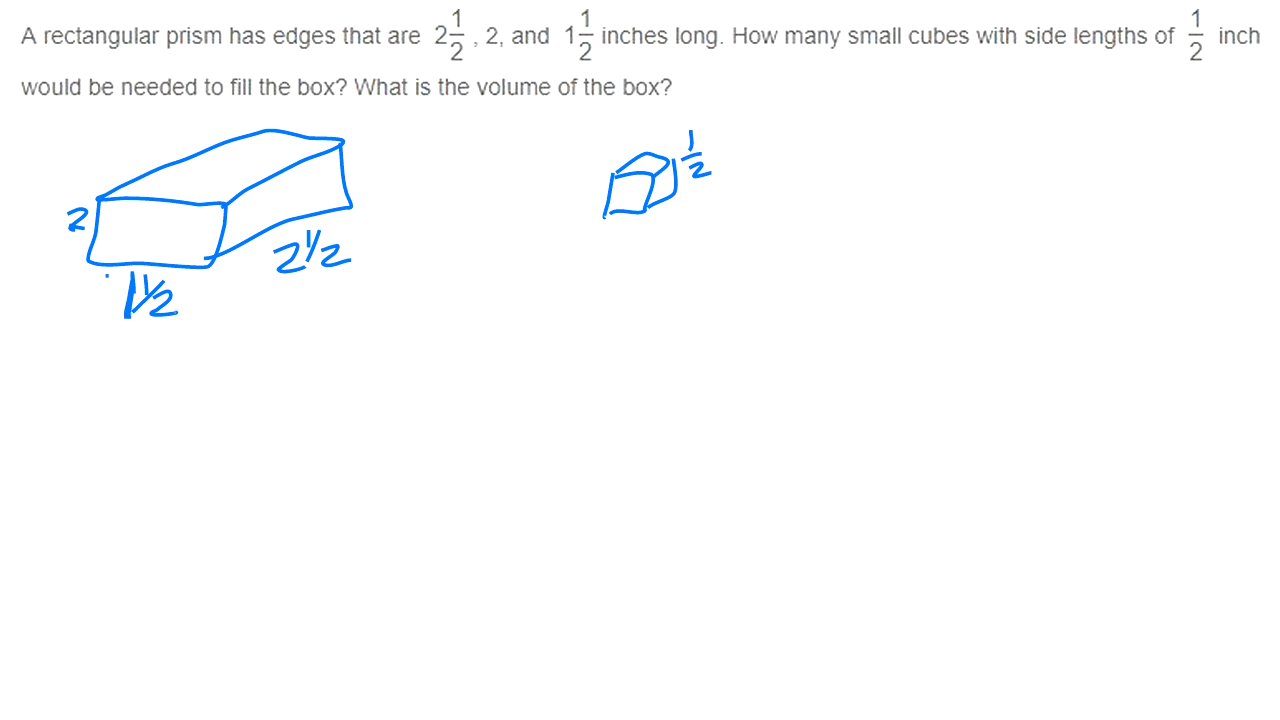 A rectangular prism has edges that are 2 1/2 , 2, and 1 1/2 inches long. How many small cubes with side lengths of 1/2 inch
would be needed to fill the box? What is the volume of the box?
1/2
2
2 1/2
1 1/2